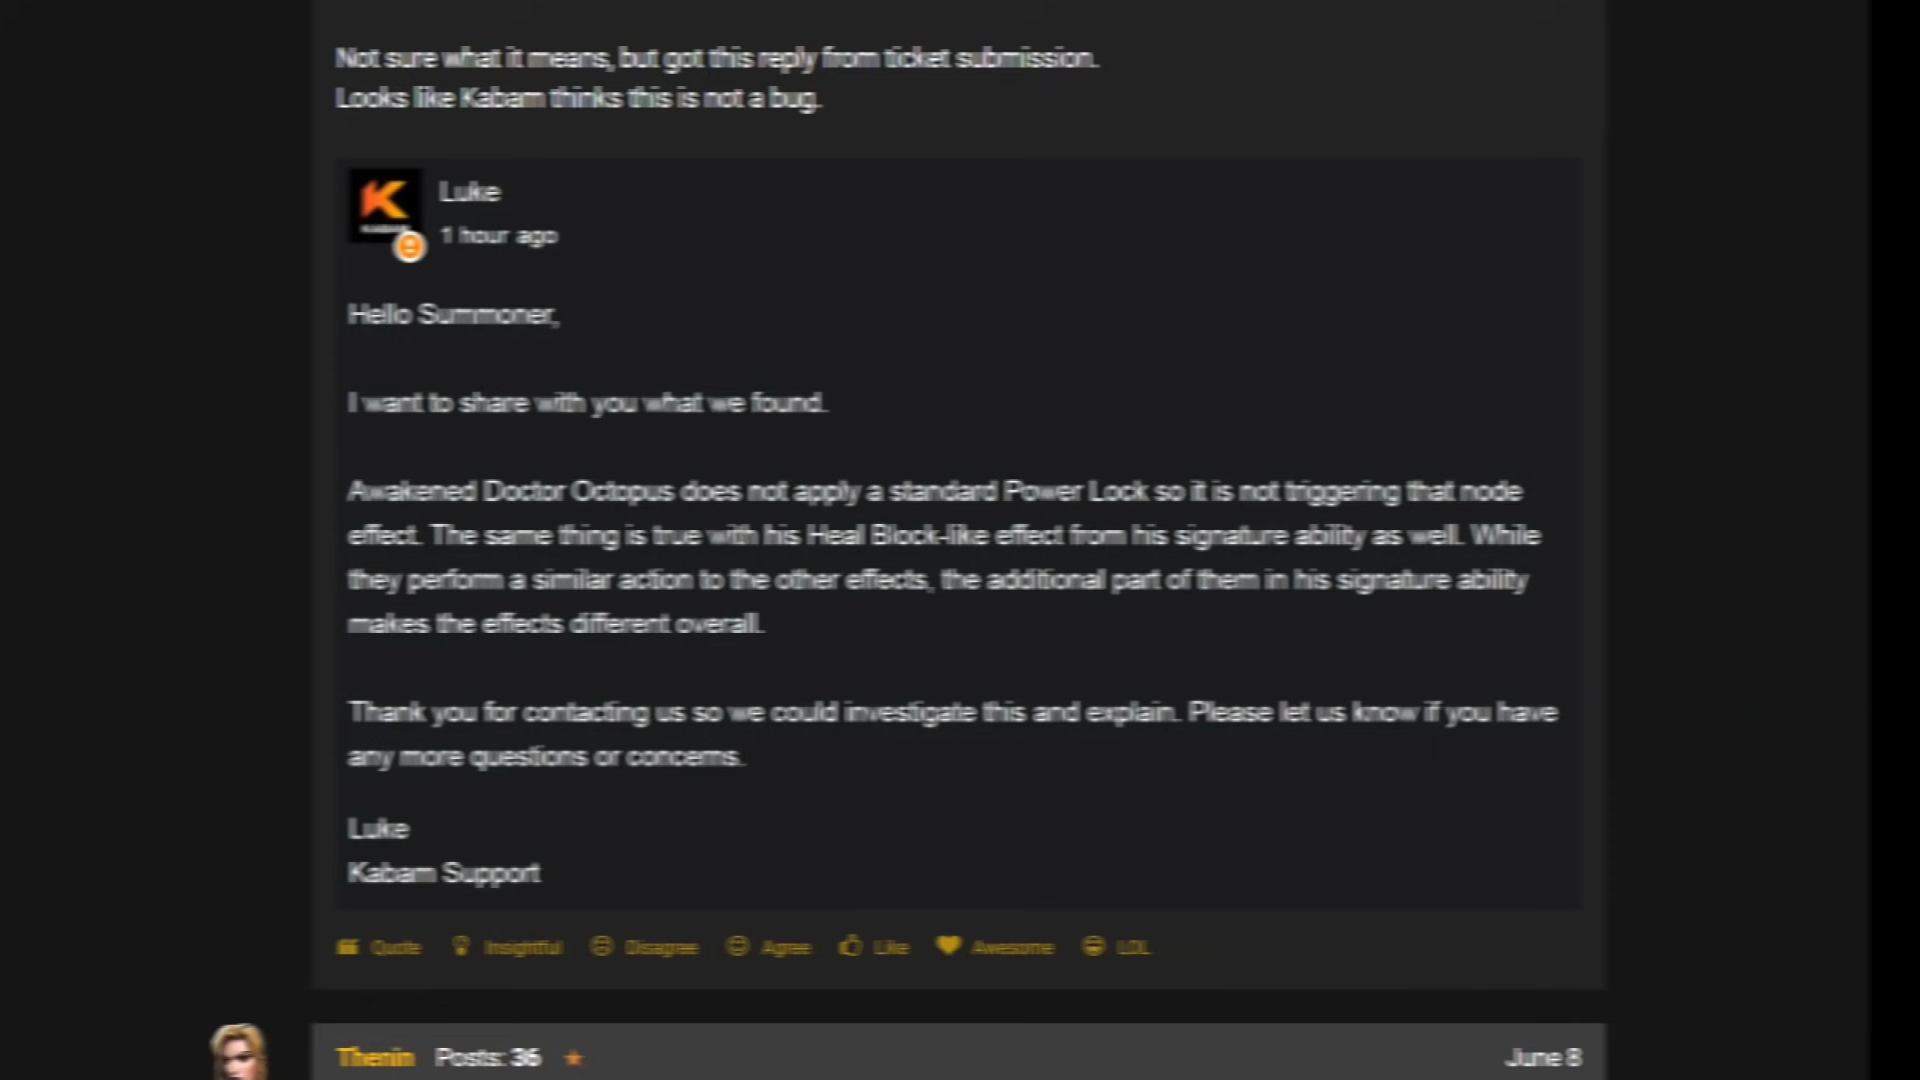 Not sure what it means, but got this reply from ticket submission.
Looks like Kabam thinks this is not a bug.
Luke
1 hour ago
Hello Summoner,
I want to share with you what we found.
Awakened Doctor Octopus does not apply a standard Power Lock so it is not triggering that node
effect. The same thing is true with his Heal Block-like effect from his signature ability as well. While
they perform a similar action to the other effects, the additional part of them in his signature ability
makes the effects different overall.
Thank you for contacting us so we could investigate this and explain. Please let us know if you have
any more questions or concerns.
Luke
Kabam Support
Quote Insightful Disagree Agree Like Awesome LOL
Thenin Posts: 36 June 8